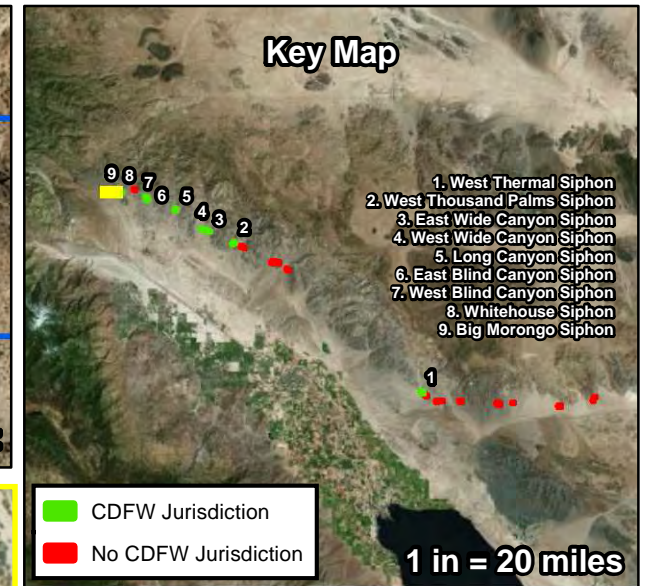 Key Map
9 8 7 6 5 4 3 2
1. West Thermal Siphon
2. West Thousand Palms Siphon
3. East Wide Canyon Siphon
4. West Wide Canyon Siphon
5. Long Canyon Siphon
6. East Blind Canyon Siphon
7. West Blind Canyon Siphon
8. Whitehouse Siphon
9. Big Morongo Siphon
1
CDFW Jurisdiction
No CDFW Jurisdiction
1 in = 20 miles